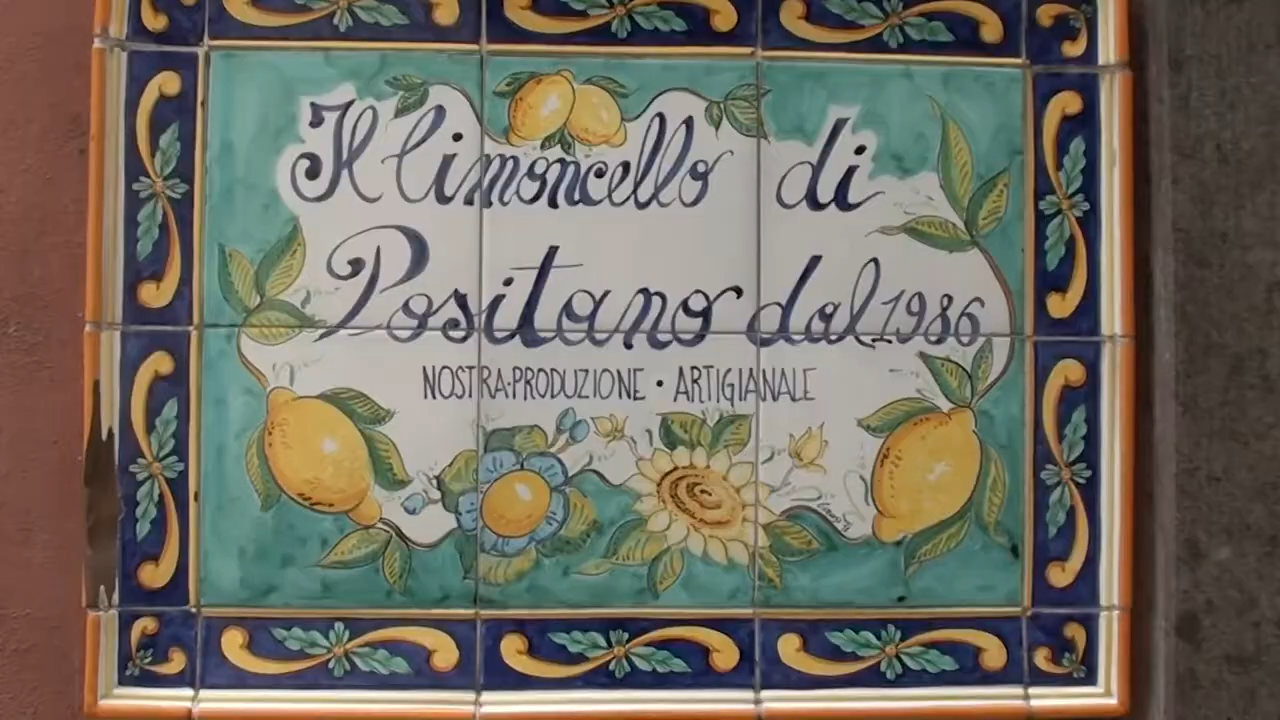 Il limoncello di
Positano dal 1986
NOSTRA·PRODUZIONE · ARTIGIANALE